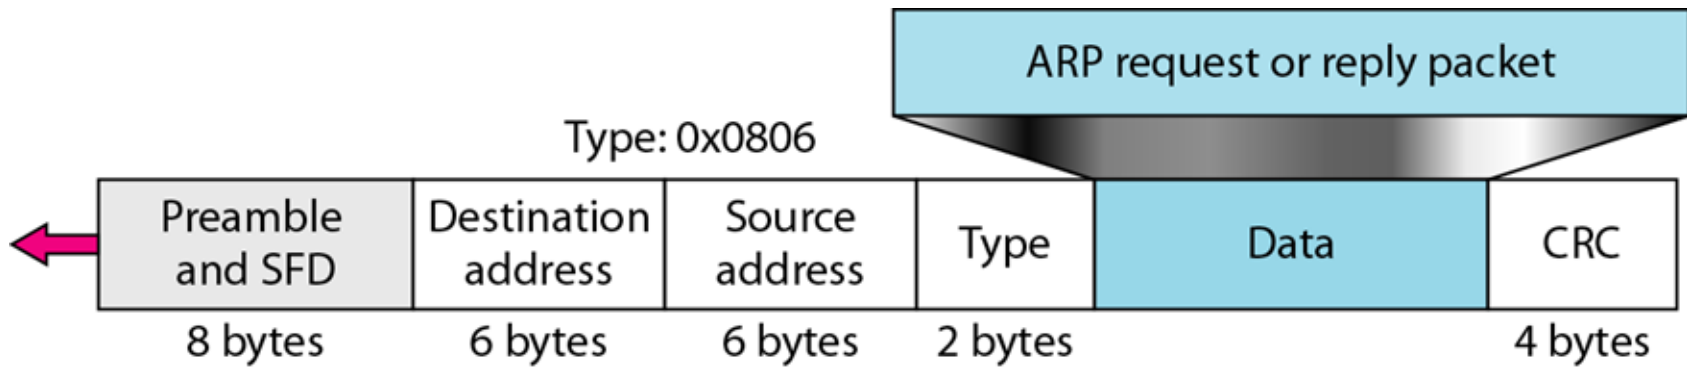 ARP request or reply packet
Type: 0x0806
Preamble
and SFD
Destination
address
Source
address
Type
Data
CRC
8 bytes
6 bytes
6 bytes
2 bytes
4 bytes